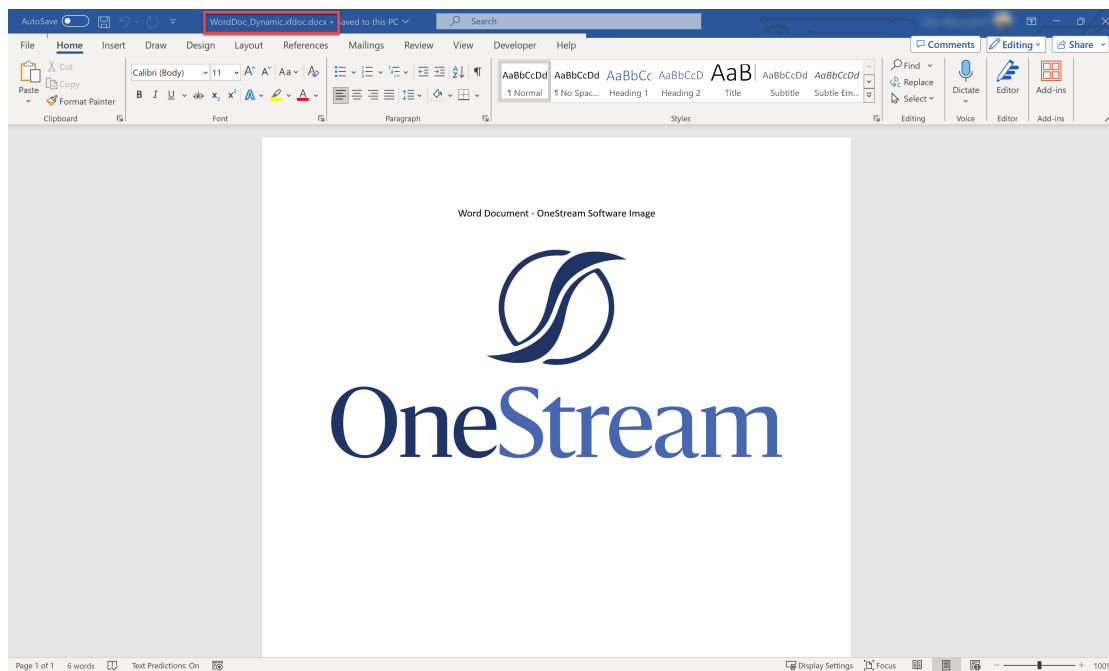 AutoSave WordDoc_Dynamic.xfdoc.docx • Saved to this PC Search
File Home Insert Draw Design Layout References Mailings Review View Developer Help Comments Editing Share
Paste
Cut
Copy
Format Painter
Clipboard
Calibri (Body) 11 A A Aa A
B I U ab x₂ x² A A
Font
Paragraph
AaBbCcDd AaBbCcDd AaBbCc AaBbCcD AaB AaBbCcDd AaBbCcDd
¶ Normal ¶ No Spac... Heading 1 Heading 2 Title Subtitle Subtle Em...
Styles
Find
Replace
Select
Editing
Dictate
Voice
Editor
Editor
Add-ins
Add-ins
Word Document - OneStream Software Image
OneStream
Page 1 of 1 6 words Text Predictions: On Display Settings Focus